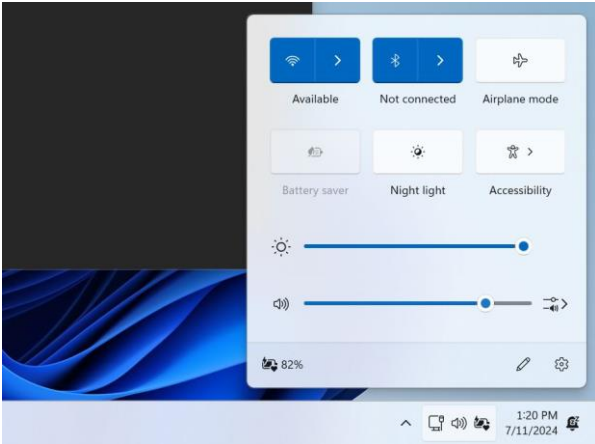 Available
Not connected
Airplane mode
Battery saver
Night light
Accessibility
82%
1:20 PM
7/11/2024